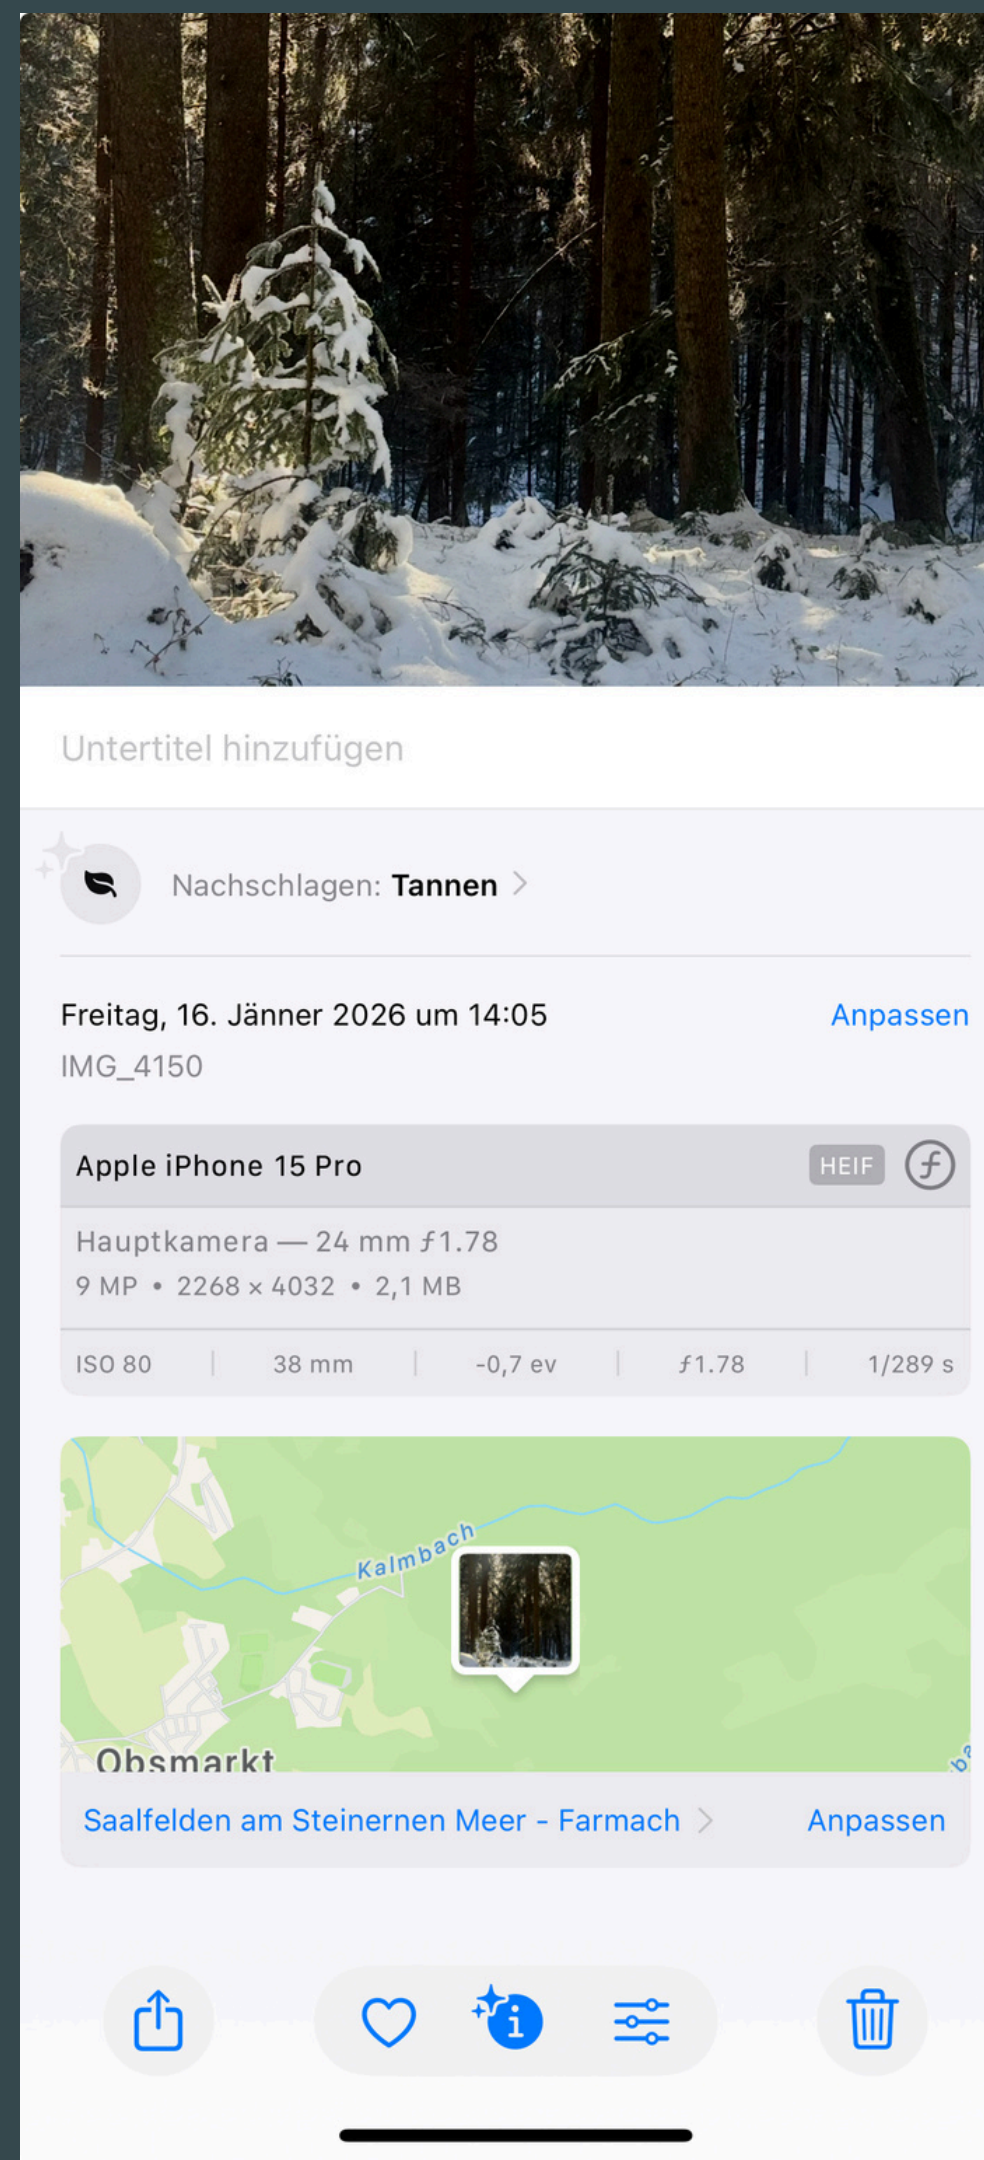 Untertitel hinzufügen
Nachschlagen: Tannen
Freitag, 16. Jänner 2026 um 14:05 Anpassen
IMG_4150
Apple iPhone 15 Pro HEIF f
Hauptkamera — 24 mm ƒ1.78
9 MP • 2268 × 4032 • 2,1 MB
ISO 80 | 38 mm | -0,7 ev | ƒ1.78 | 1/289 s
Kalmbach
Obsmarkt
Saalfelden am Steinernen Meer - Farmach Anpassen